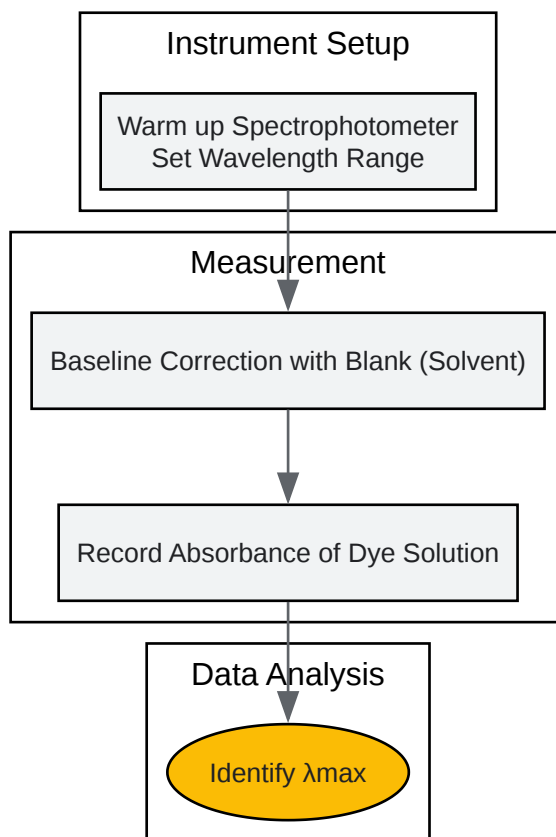 Instrument Setup
Warm up Spectrophotometer
Set Wavelength Range
Measurement
Baseline Correction with Blank (Solvent)
Record Absorbance of Dye Solution
Data Analysis
Identify λmax